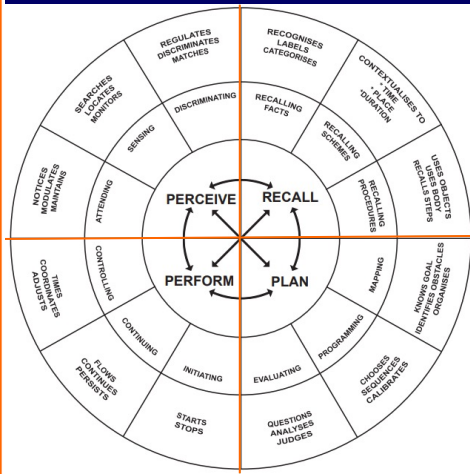 REGULATES
DISCRIMINATES
MATCHES
RECOGNISES
LABELS
CATEGORISES
SEARCHES
LOCATES
MONITORS
CONTEXTUALISES TO
• TIME
• PLACE
•DURATION
DISCRIMINATING
RECALLING
FACTS
SENSING
RECALLING
SCHEMES
NOTICES
MODULATES
MAINTAINS
ATTENDING
PERCEIVE
RECALL
RECALLING
PROCEDURES
USES OBJECTS
USES BODY
RECALLS STEPS
TIMES
COORDINATES
ADJUSTS
CONTROLLING
PERFORM
PLAN
MAPPING
KNOWS GOAL
IDENTIFIES OBSTACLES
ORGANISES
CONTINUING
PROGRAMMING
INITIATING
EVALUATING
FLOWS
CONTINUES
PERSISTS
CHOOSES
SEQUENCES
CALIBRATES
STARTS
STOPS
QUESTIONS
ANALYSES
JUDGES